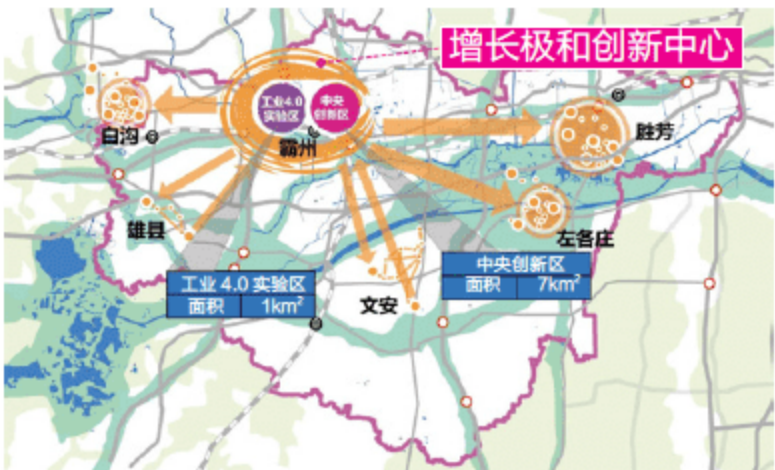 增长极和创新中心
工业4.0
实验区
中央
创新区
白沟
霸州
胜芳
雄县
左各庄
中央创新区
面积 7km²
工业 4.0 实验区
面积 1km²
文安